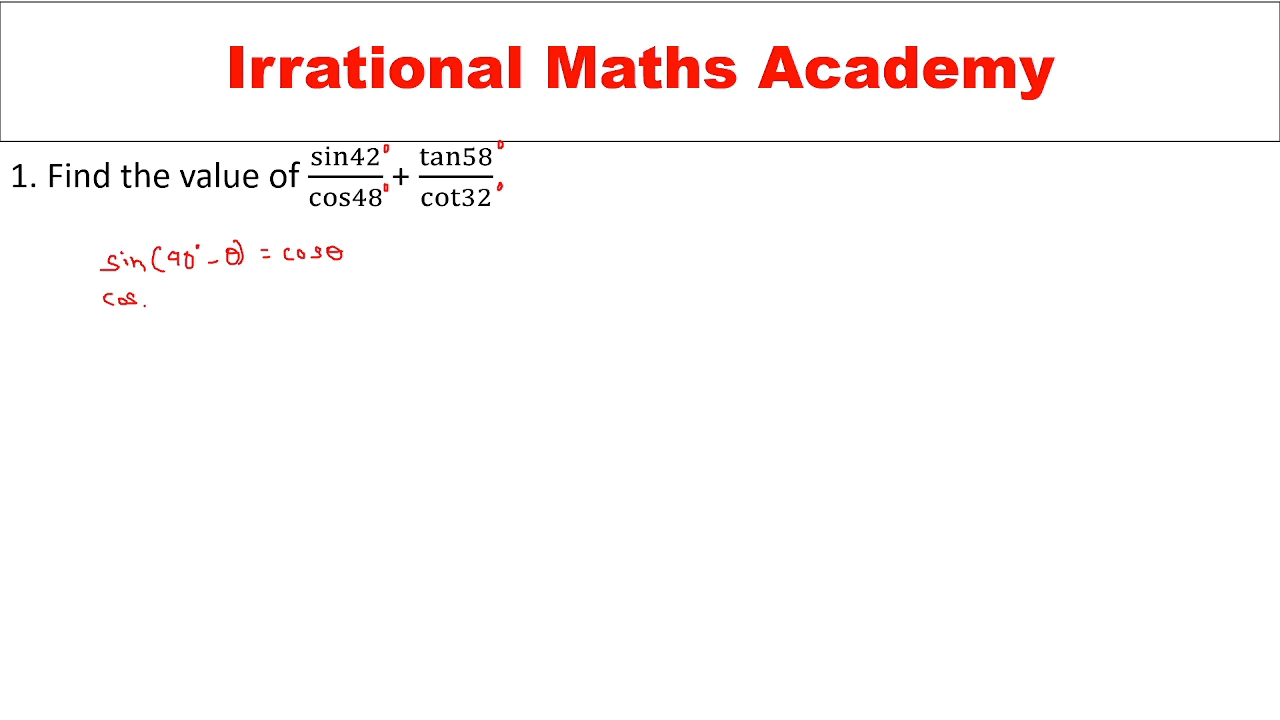 Irrational Maths Academy
1. Find the value of sin42°/cos48° + tan58°/cot32°
sin(90° - θ) = cosθ
cos.